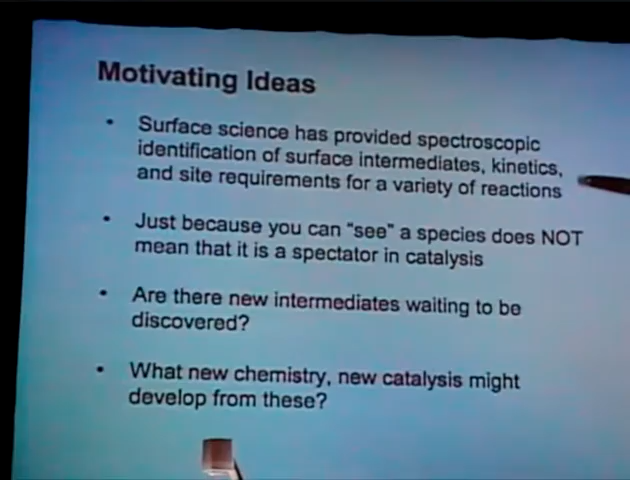 Motivating Ideas
• Surface science has provided spectroscopic
identification of surface intermediates, kinetics,
and site requirements for a variety of reactions
• Just because you can "see" a species does NOT
mean that it is a spectator in catalysis
• Are there new intermediates waiting to be
discovered?
• What new chemistry, new catalysis might
develop from these?